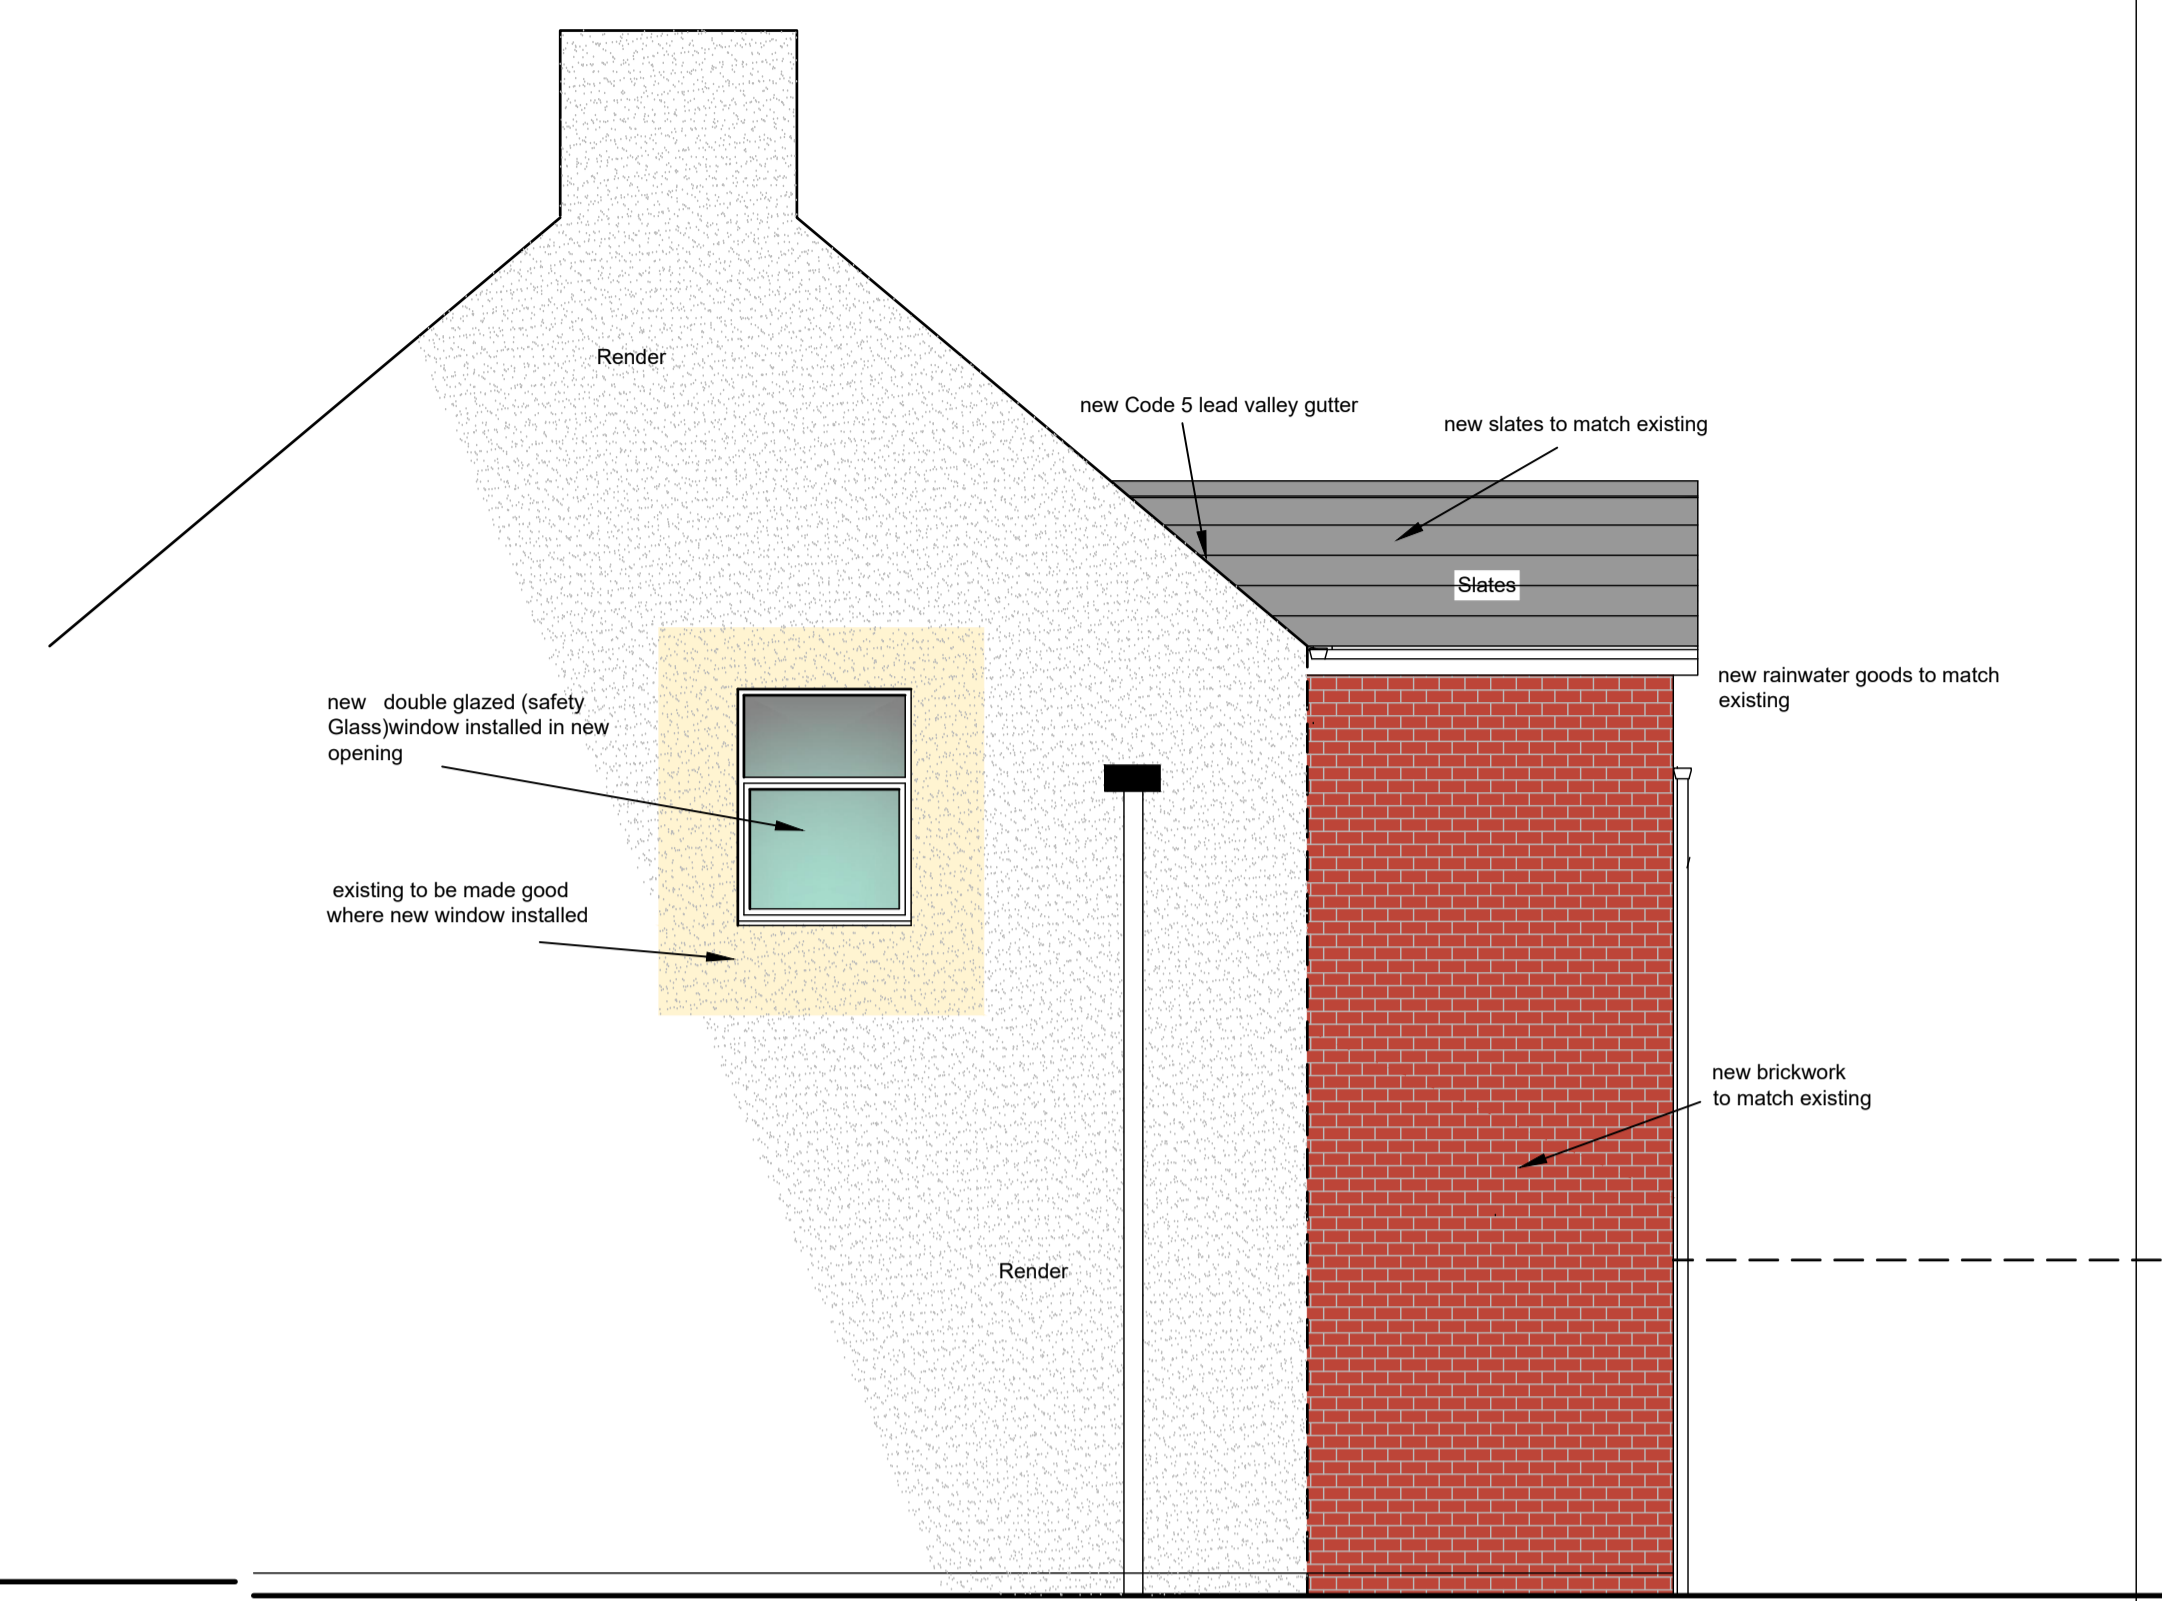 Render
new Code 5 lead valley gutter
new slates to match existing
Slates
new rainwater goods to match
existing
new   double glazed (safety
Glass)window installed in new
opening
existing to be made good
where new window installed
new brickwork
to match existing
Render